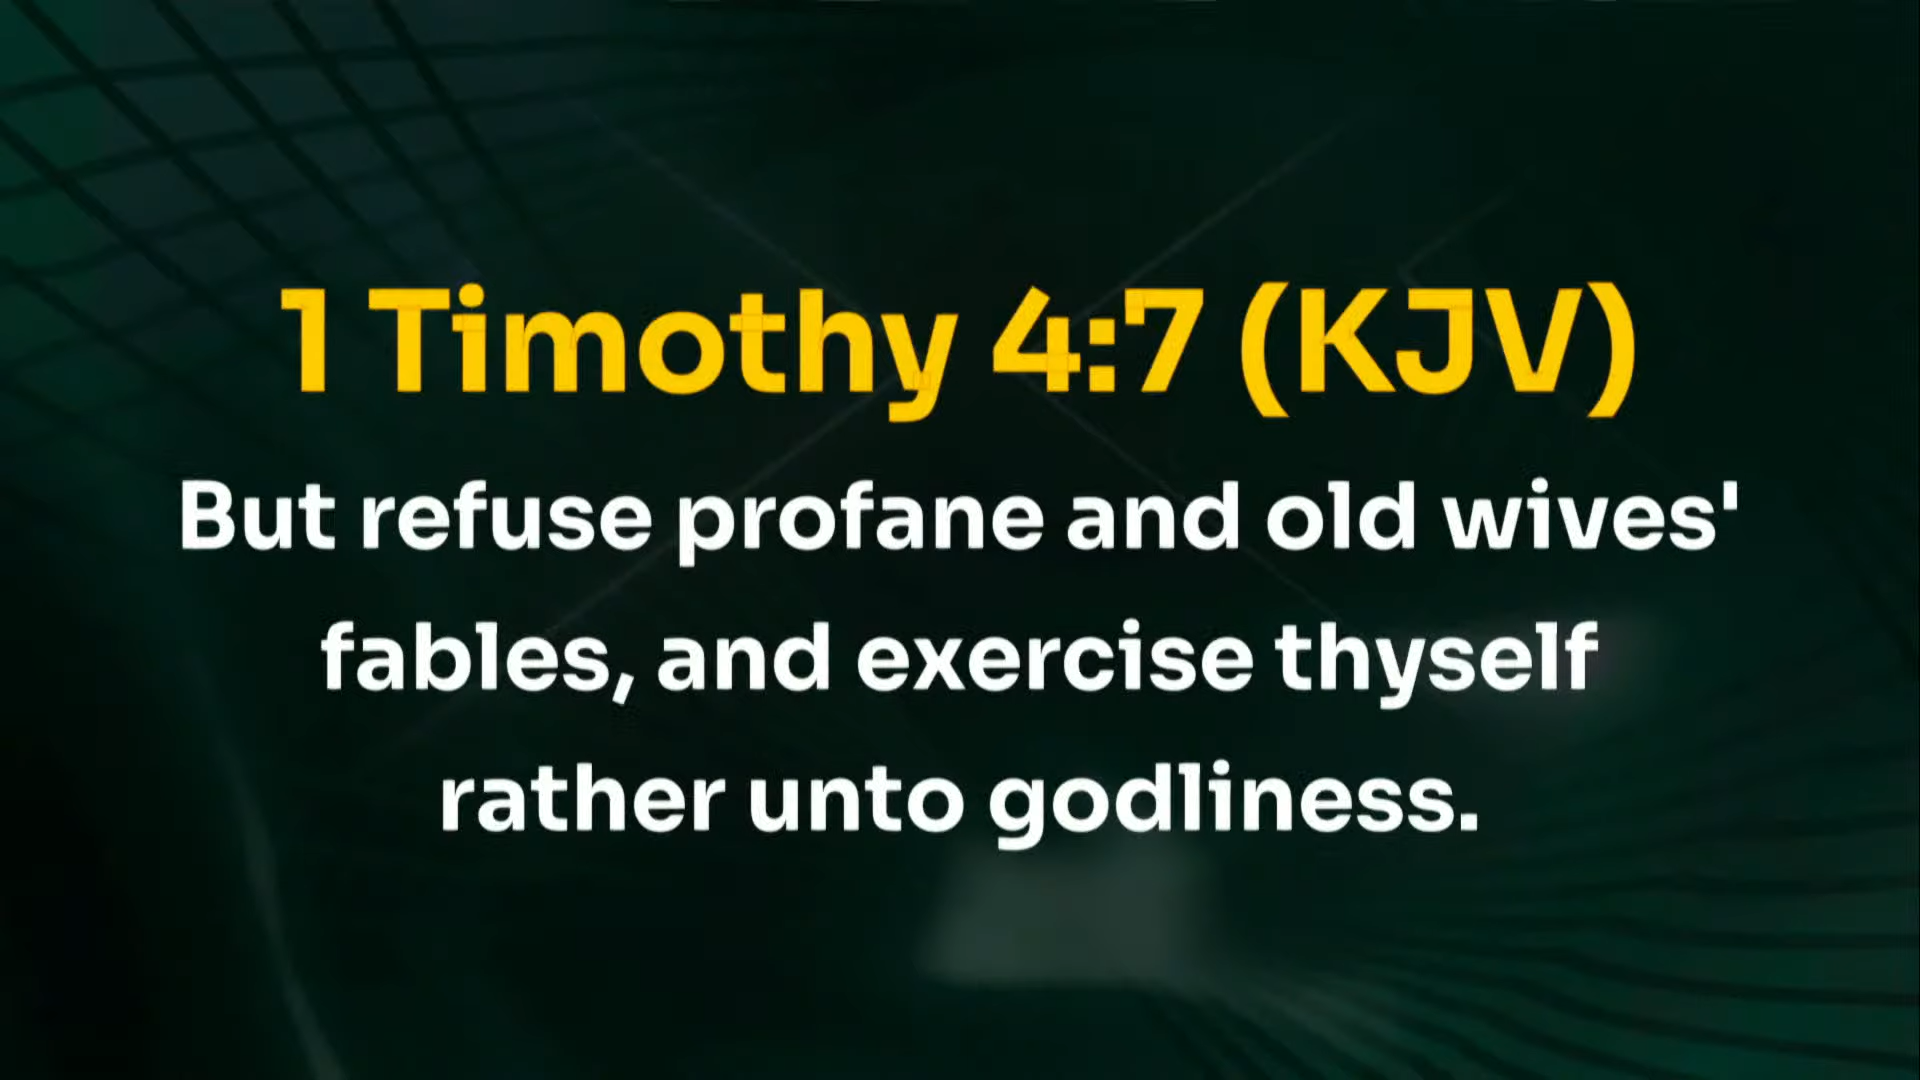 1 Timothy 4:7 (KJV)
But refuse profane and old wives'
fables, and exercise thyself
rather unto godliness.